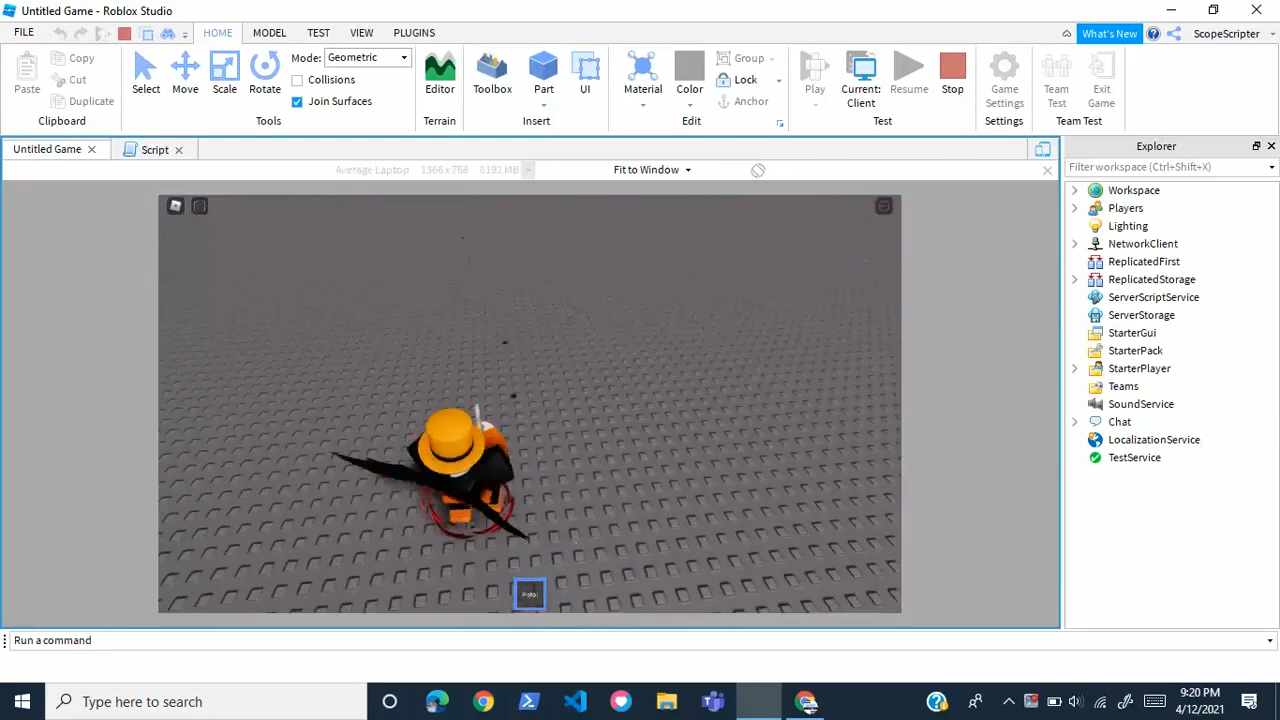 Untitled Game - Roblox Studio
FILE HOME MODEL TEST VIEW PLUGINS What's New ScopeScripter
Paste Copy Cut Duplicate Clipboard
Select Move Scale Rotate Mode: Geometric Collisions Join Surfaces Tools
Editor Terrain
Toolbox Part UI Insert
Material Color Group Lock Anchor Edit
Play Current: Client Resume Stop Test
Game Settings Settings
Team Test Exit Game Team Test
Untitled Game Script
Average Laptop 1366 x 768 8192 MB Fit to Window
Explorer
Filter workspace (Ctrl+Shift+X)
Workspace
Players
Lighting
NetworkClient
ReplicatedFirst
ReplicatedStorage
ServerScriptService
ServerStorage
StarterGui
StarterPack
StarterPlayer
Teams
SoundService
Chat
LocalizationService
TestService
Pistol
Run a command
Type here to search
9:20 PM
4/12/2021